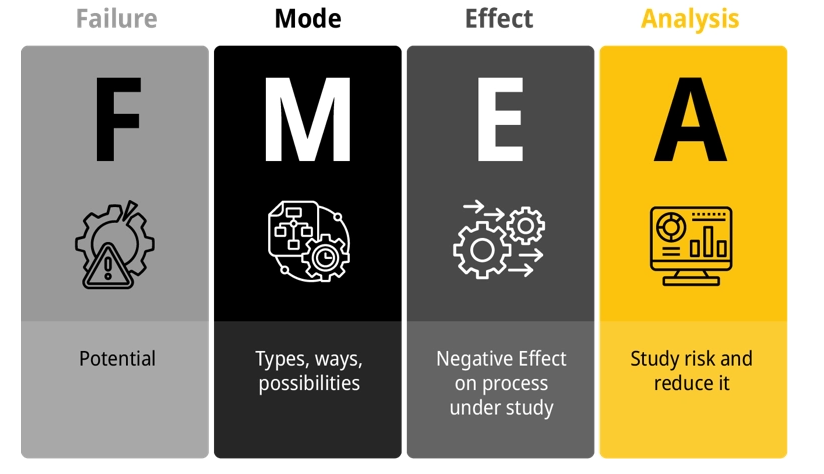 Failure
Mode
Effect
Analysis
F
M
E
A
Potential
Types, ways,
possibilities
Negative Effect
on process
under study
Study risk and
reduce it